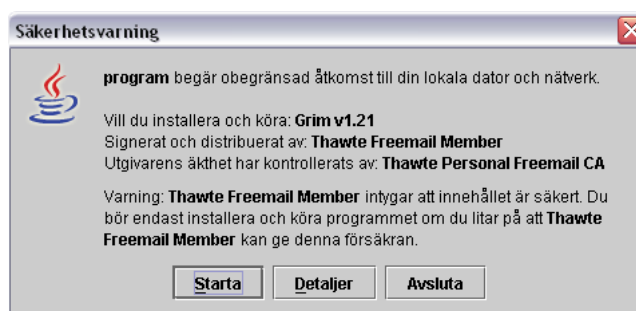 Säkerhetsvarning
program begär obegränsad åtkomst till din lokala dator och nätverk.
Vill du installera och köra: Grim v1.21
Signerat och distribuerat av: Thawte Freemail Member
Utgivarens äkthet har kontrollerats av: Thawte Personal Freemail CA
Varning: Thawte Freemail Member intygar att innehållet är säkert. Du
bör endast installera och köra programmet om du litar på att Thawte
Freemail Member kan ge denna försäkran.
Starta Detaljer Avsluta